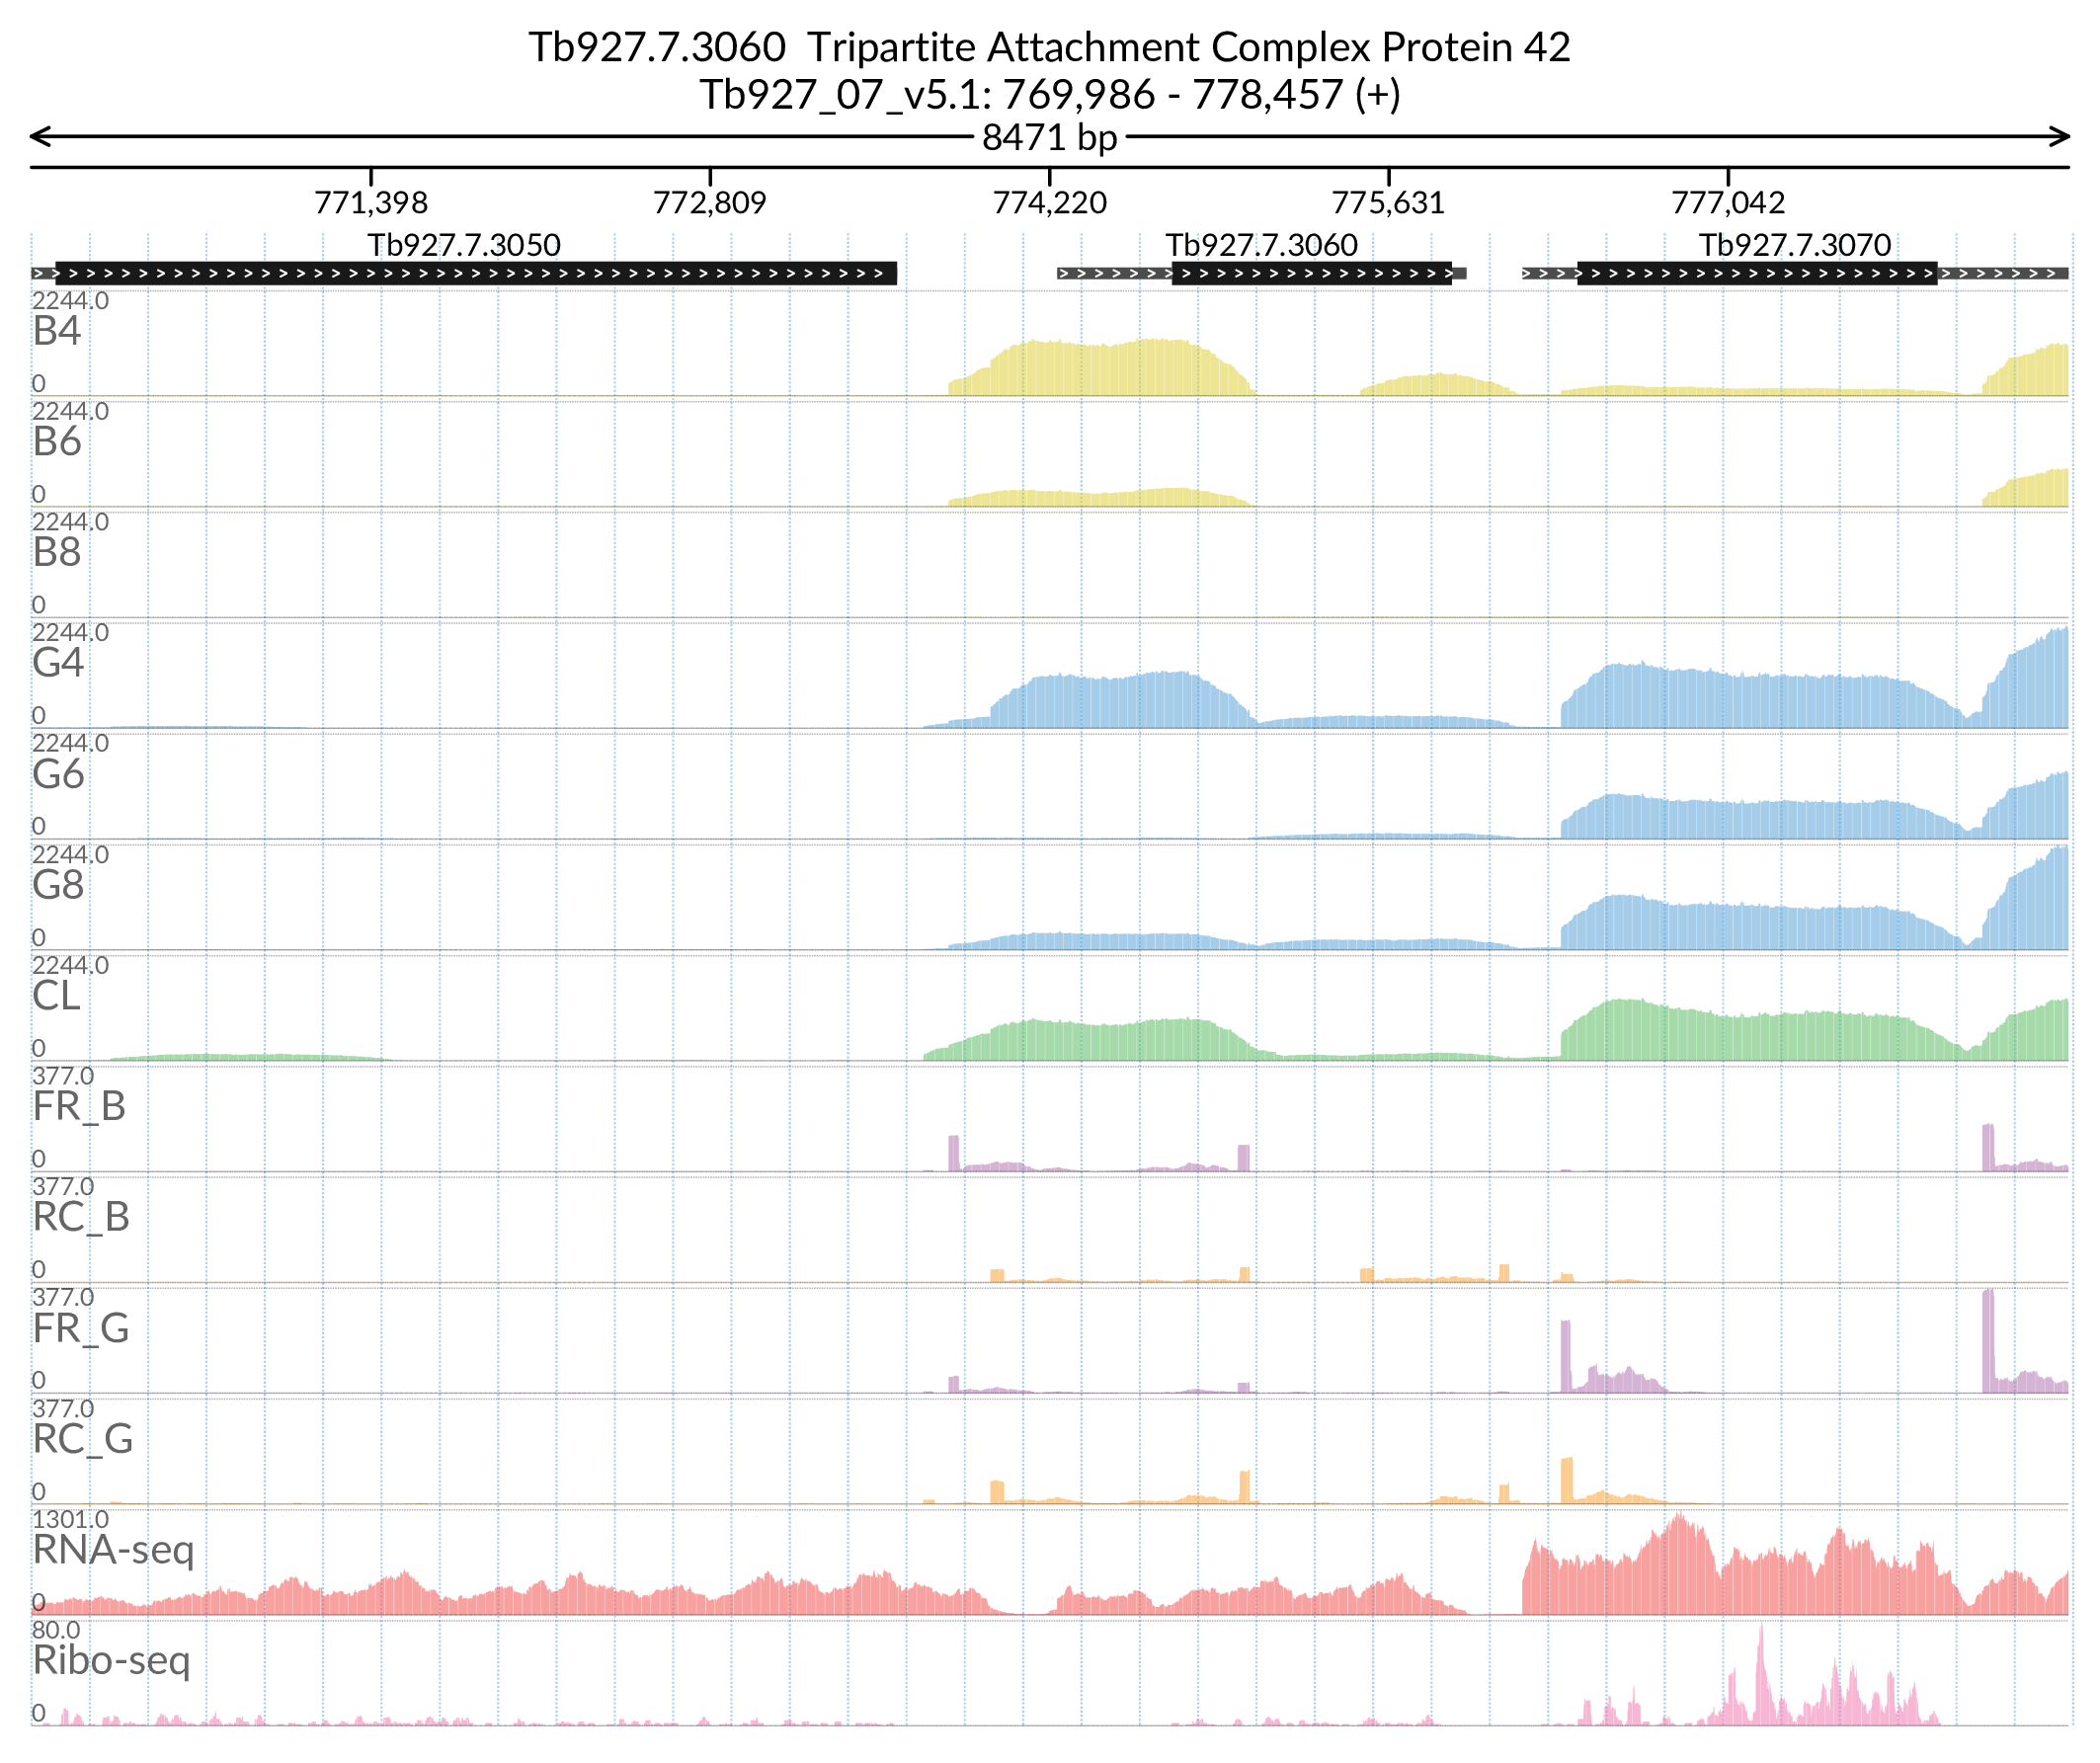 Tb927.7.3060  Tripartite Attachment Complex Protein 42
Tb927_07_v5.1: 769,986 - 778,457 (+)
8471 bp
771,398 772,809 774,220 775,631 777,042
Tb927.7.3050 Tb927.7.3060 Tb927.7.3070
2244.0
B4
0
2244.0
B6
0
2244.0
B8
0
2244.0
G4
0
2244.0
G6
0
2244.0
G8
0
2244.0
CL
0
377.0
FR_B
0
377.0
RC_B
0
377.0
FR_G
0
377.0
RC_G
0
1301.0
RNA-seq
0
80.0
Ribo-seq
0